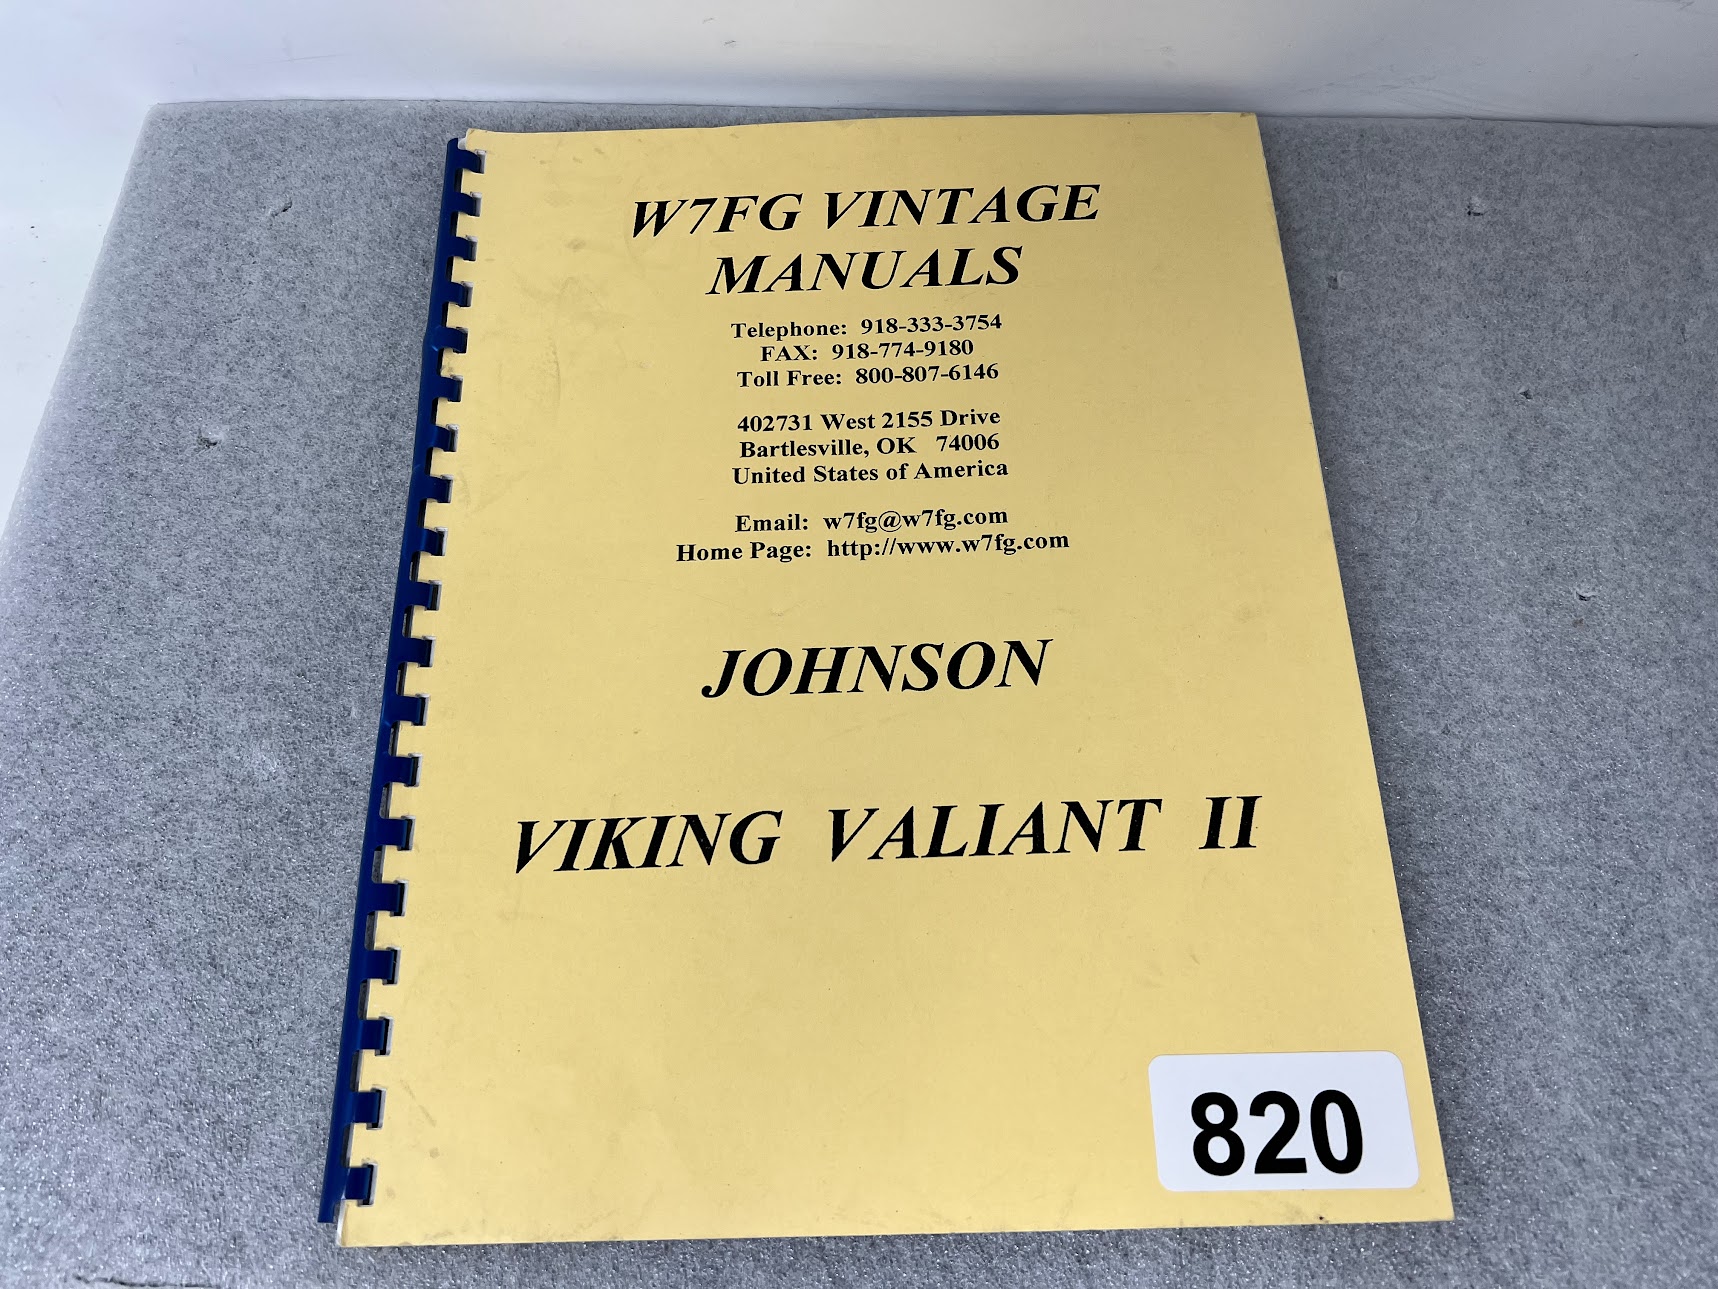 W7FG VINTAGE
MANUALS
Telephone: 918-333-3754
FAX: 918-774-9180
Toll Free: 800-807-6146
402731 West 2155 Drive
Bartlesville, OK 74006
United States of America
Email: w7fg@w7fg.com
Home Page: http://www.w7fg.com
JOHNSON
VIKING VALIANT II
820